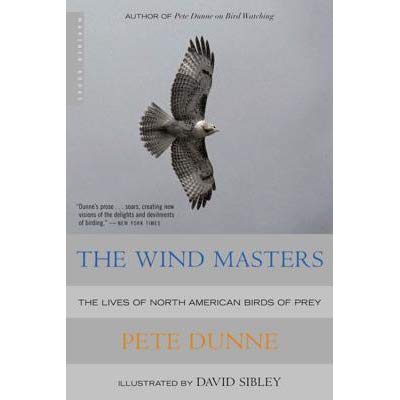 MARINER BOOKS
AUTHOR OF Pete Dunne on Bird Watching
"Dunne's prose . . . soars, creating new
visions of the delights and devilments
of birding." — NEW YORK TIMES
THE WIND MASTERS
THE LIVES OF NORTH AMERICAN BIRDS OF PREY
PETE DUNNE
ILLUSTRATED BY DAVID SIBLEY